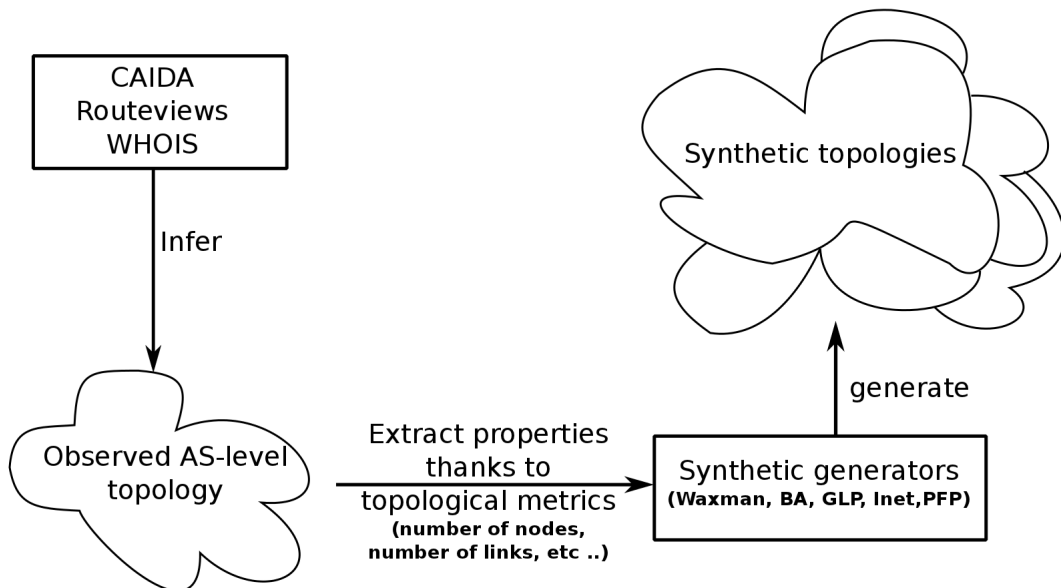 CAIDA
Routeviews
WHOIS
Infer
Observed AS-level
topology
Extract properties
thanks to
topological metrics
(number of nodes,
number of links, etc ..)
Synthetic generators
(Waxman, BA, GLP, Inet,PFP)
generate
Synthetic topologies